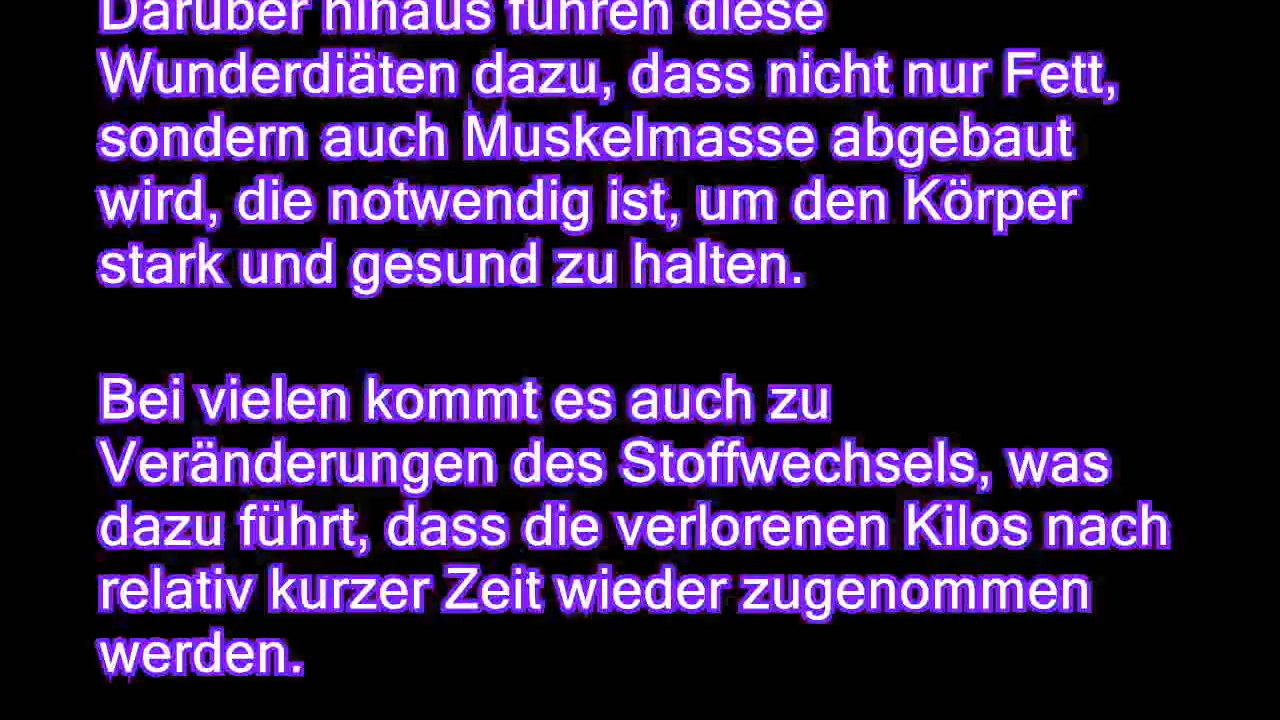 Darüber hinaus führen diese
Wunderdiäten dazu, dass nicht nur Fett,
sondern auch Muskelmasse abgebaut
wird, die notwendig ist, um den Körper
stark und gesund zu halten.
Bei vielen kommt es auch zu
Veränderungen des Stoffwechsels, was
dazu führt, dass die verlorenen Kilos nach
relativ kurzer Zeit wieder zugenommen
werden.